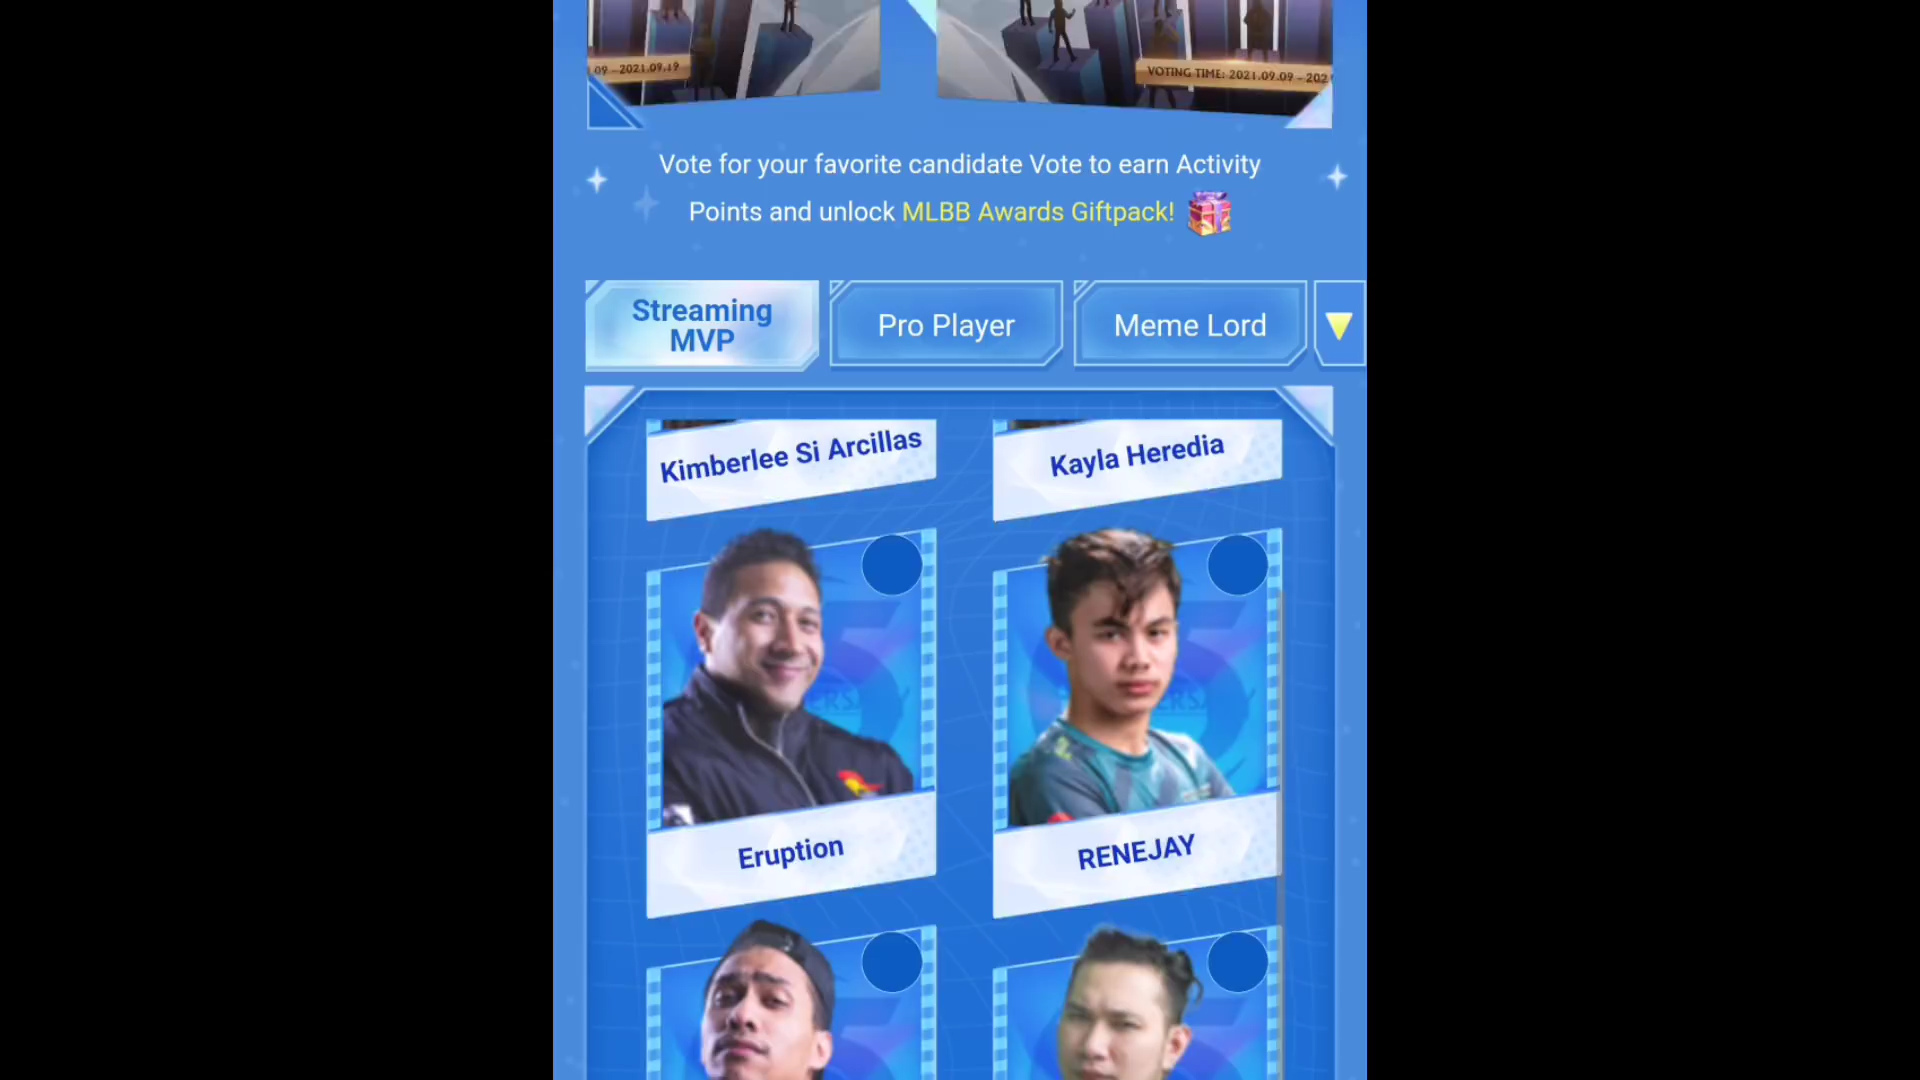 09 -2021.09.19
VOTING TIME: 2021.09.09 - 202
Vote for your favorite candidate Vote to earn Activity
Points and unlock MLBB Awards Giftpack!
Streaming
MVP
Pro Player
Meme Lord
Kimberlee Si Arcillas
Kayla Heredia
Eruption
RENEJAY